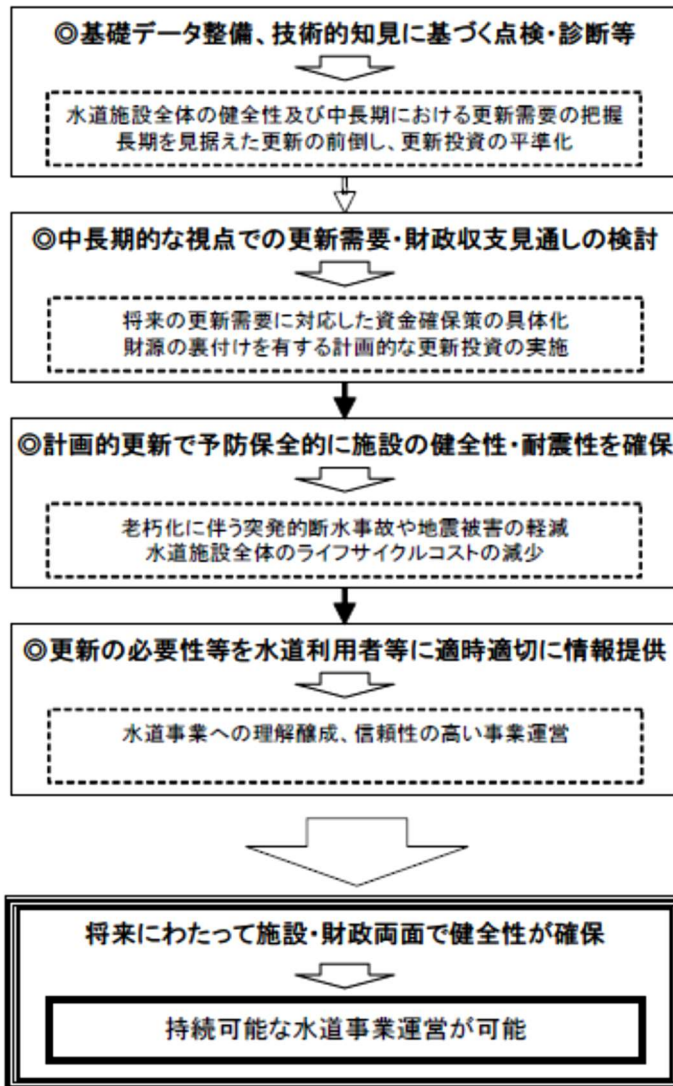 ◎基礎データ整備、技術的知見に基づく点検・診断等
水道施設全体の健全性及び中長期における更新需要の把握
長期を見据えた更新の前倒し、更新投資の平準化
◎中長期的な視点での更新需要・財政収支見通しの検討
将来の更新需要に対応した資金確保策の具体化
財源の裏付けを有する計画的な更新投資の実施
◎計画的更新で予防保全的に施設の健全性・耐震性を確保
老朽化に伴う突発的断水事故や地震被害の軽減
水道施設全体のライフサイクルコストの減少
◎更新の必要性等を水道利用者等に適時適切に情報提供
水道事業への理解醸成、信頼性の高い事業運営
将来にわたって施設・財政両面で健全性が確保
持続可能な水道事業運営が可能